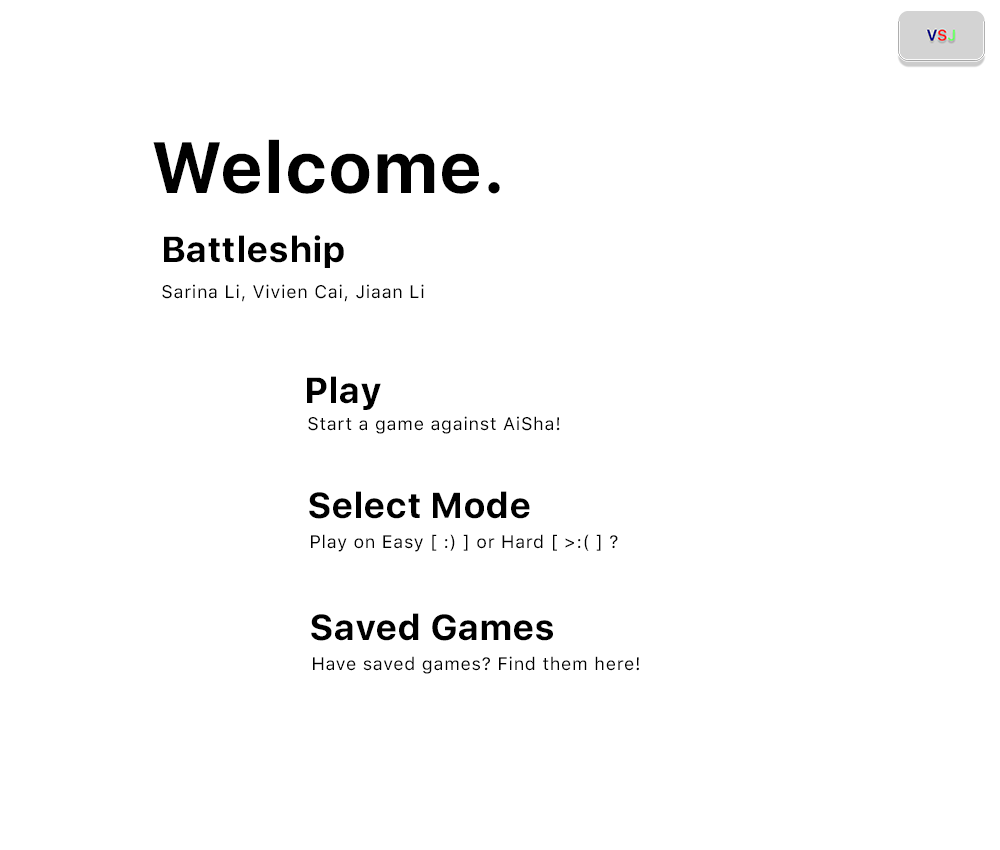 VSJ
Welcome.
Battleship
Sarina Li, Vivien Cai, Jiaan Li
Play
Start a game against AiSha!
Select Mode
Play on Easy [ :) ] or Hard [ >:( ] ?
Saved Games
Have saved games? Find them here!